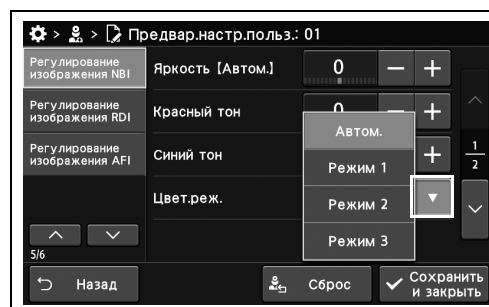 > > Предвар.настр.польз.: 01
Регулирование
изображения NBI
Яркость [Автом.]
0
Регулирование
изображения RDI
Красный тон
Автом.
Регулирование
изображения AFI
Синий тон
Режим 1
1
2
Цвет.реж.
Режим 2
Режим 3
5/6
Назад
Сброс
Сохранить
и закрыть